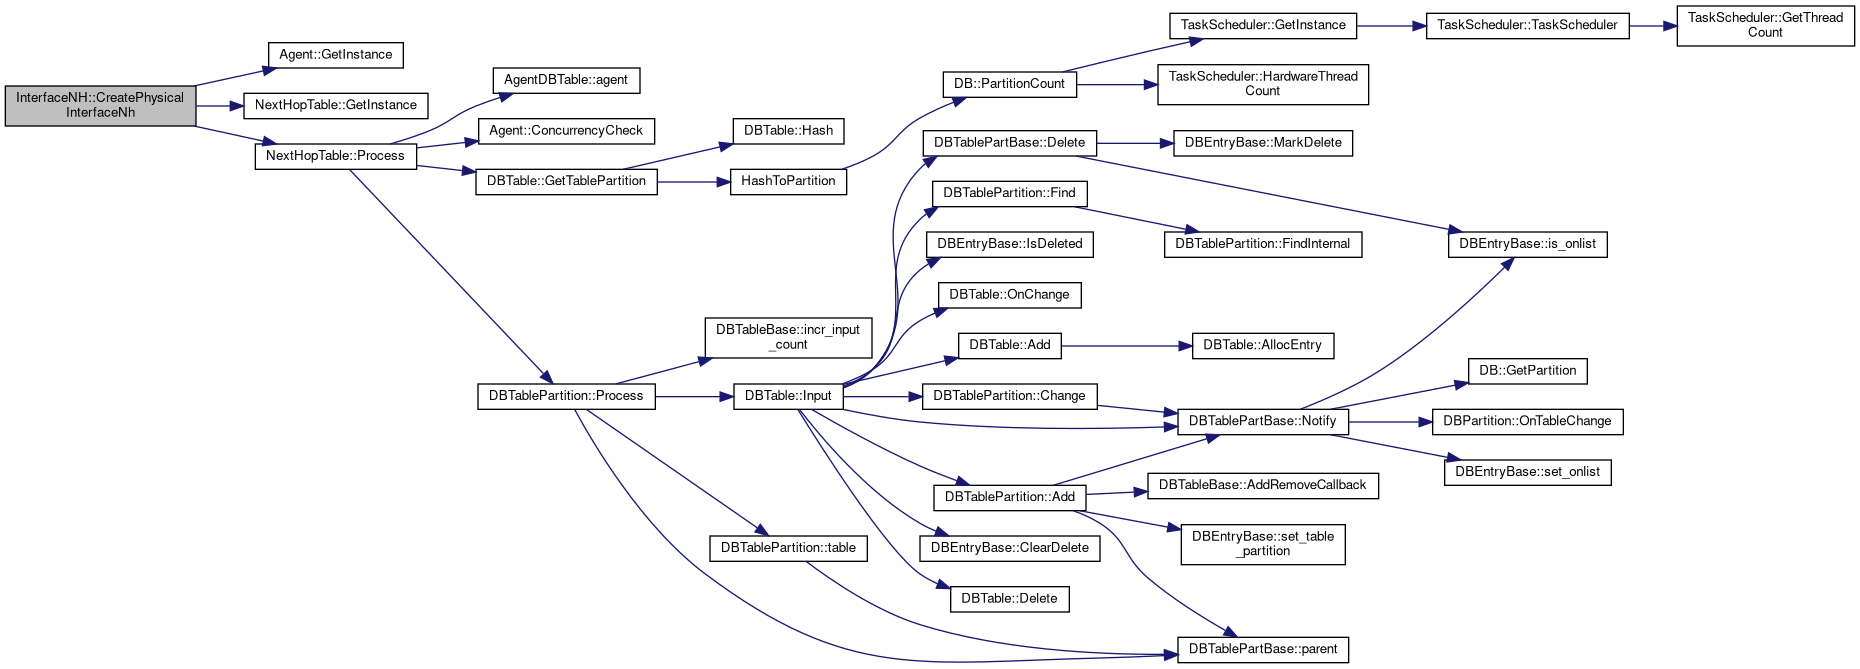 InterfaceNH::CreatePhysical
InterfaceNh
Agent::GetInstance
NextHopTable::GetInstance
NextHopTable::Process
AgentDBTable::agent
Agent::ConcurrencyCheck
DBTable::GetTablePartition
DBTable::Hash
HashToPartition
DB::PartitionCount
TaskScheduler::GetInstance
TaskScheduler::TaskScheduler
TaskScheduler::GetThread
Count
TaskScheduler::HardwareThread
Count
DBTablePartition::Process
DBTableBase::incr_input
_count
DBTable::Input
DBTablePartBase::Delete
DBEntryBase::MarkDelete
DBTablePartition::Find
DBTablePartition::FindInternal
DBEntryBase::is_onlist
DBEntryBase::IsDeleted
DBTable::OnChange
DBTable::Add
DBTable::AllocEntry
DBTablePartition::Change
DBTablePartBase::Notify
DB::GetPartition
DBPartition::OnTableChange
DBEntryBase::set_onlist
DBTablePartition::Add
DBTableBase::AddRemoveCallback
DBEntryBase::set_table
_partition
DBTablePartition::table
DBEntryBase::ClearDelete
DBTable::Delete
DBTablePartBase::parent